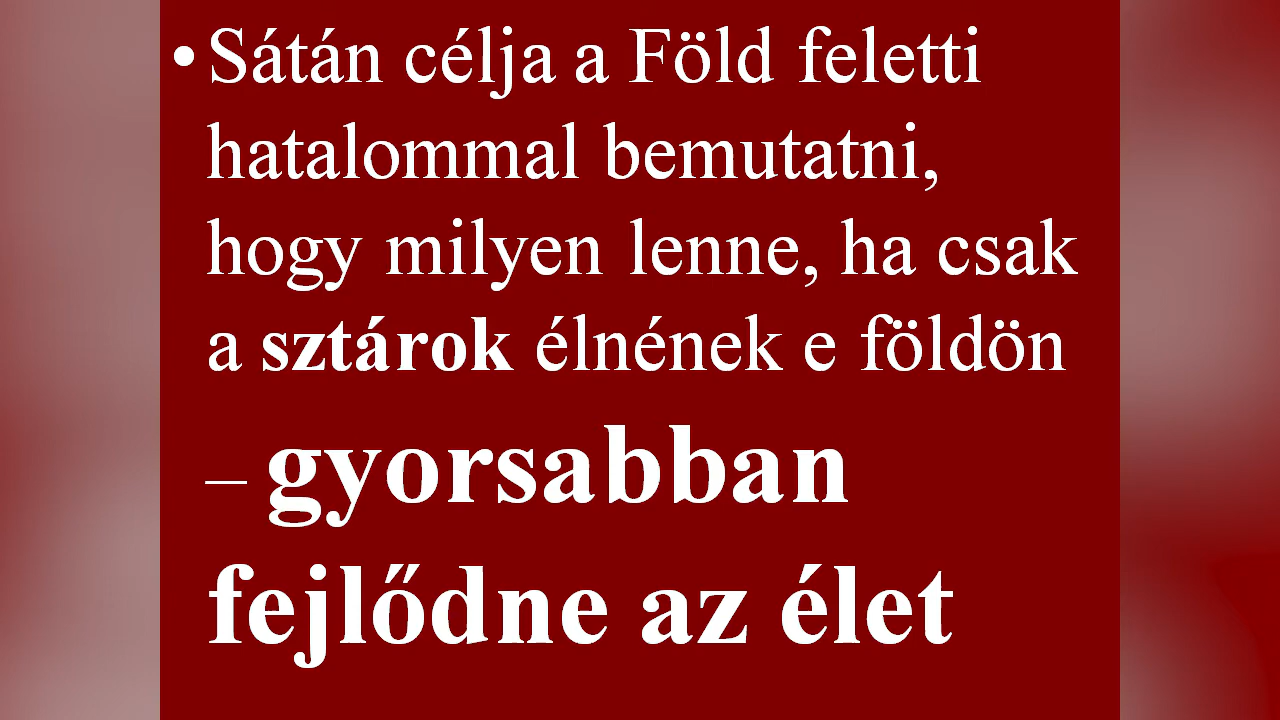 • Sátán célja a Föld feletti
hatalommal bemutatni,
hogy milyen lenne, ha csak
a sztárok élnének e földön
– gyorsabban
fejlődne az élet